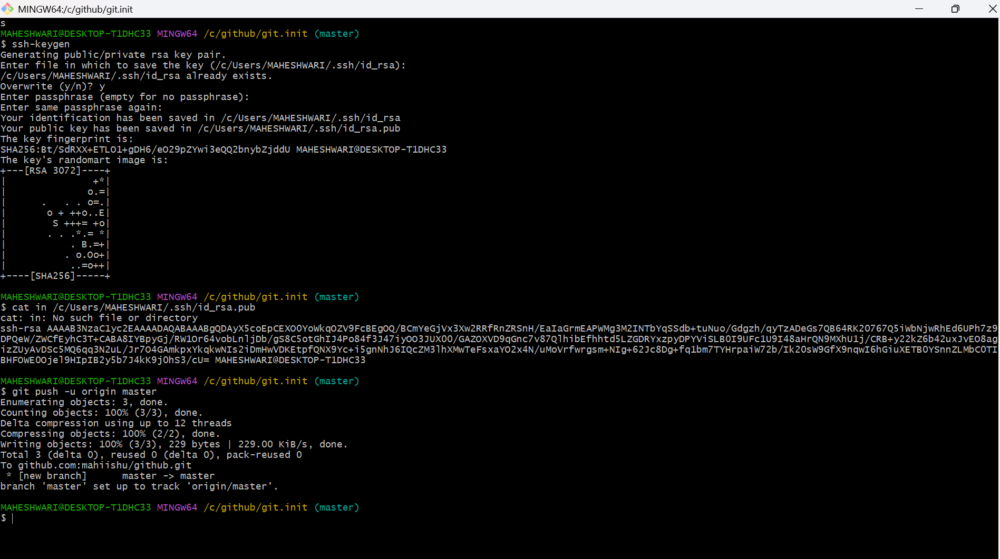 MINGW64:/c/github/git.init
s
MAHESHWARI@DESKTOP-T1DHC33 MINGW64 /c/github/git.init (master)
$ ssh-keygen
Generating public/private rsa key pair.
Enter file in which to save the key (/c/Users/MAHESHWARI/.ssh/id_rsa):
/c/Users/MAHESHWARI/.ssh/id_rsa already exists.
Overwrite (y/n)? y
Enter passphrase (empty for no passphrase):
Enter same passphrase again:
Your identification has been saved in /c/Users/MAHESHWARI/.ssh/id_rsa
Your public key has been saved in /c/Users/MAHESHWARI/.ssh/id_rsa.pub
The key fingerprint is:
SHA256:Bt/SdRXX+ETLO1+gDH6/eO29pZYwi3eQQ2bnybZjddU MAHESHWARI@DESKTOP-T1DHC33
The key's randomart image is:
+---[RSA 3072]----+
|               +*|
|              o.=|
|      .   . . o=.|
|       o + ++o..E|
|        S +++= +o|
|       . . .*.= *|
|           . B.=+|
|          . o.Oo+|
|           ..=o++|
+----[SHA256]-----+
MAHESHWARI@DESKTOP-T1DHC33 MINGW64 /c/github/git.init (master)
$ cat in /c/Users/MAHESHWARI/.ssh/id_rsa.pub
cat: in: No such file or directory
ssh-rsa AAAAB3NzaC1yc2EAAAADAQABAAABgQDAyX5coEpCEXO0YoWkqOZV9FcBEgOQ/BCmYeGjVx3Xw2RRfRnZRSnH/EaIaGrmEAPWMg3M2INTbYqSSdb+tuNuo/Gdgzh/qyTzADeGs7QB64RK20767Q5iWbNjwRhEd6UPh7z9
DPQeW/ZWCfEyhC3T+CABA8IYBpyGj/RW1Or64vobLnljDb/gS8C5otGhIJ4Po84f3J47iyOO3JUX00/GAZOXVD9qGnc7v87QlhibEfhhtd5LZGDRYxzpyDPYViSLB0I9UFc1U9I48aHrQN9MXhU1j/CRB+y22kZ6b42uxJvEO8ag
izZUyAvDSc5MQ6qq3N2uL/Jr7O4GAmkpxYkqkwNIs2iDmHwVDKEtpfQNX9Yc+i5gnNhJ6IQcZM3lhXMwTeFsxaYO2x4N/uMoVrfwrgsm+NIg+62Jc8Dg+fq1bm7TYHrpaiW72b/Ik2OsW9GfX9nqwI6hGiuXETB0YSnnZLMbC0TI
BHFOWE0Ojel9HIpIB2y5b7J4kK9jOhS3/cU= MAHESHWARI@DESKTOP-T1DHC33
MAHESHWARI@DESKTOP-T1DHC33 MINGW64 /c/github/git.init (master)
$ git push -u origin master
Enumerating objects: 3, done.
Counting objects: 100% (3/3), done.
Delta compression using up to 12 threads
Compressing objects: 100% (2/2), done.
Writing objects: 100% (3/3), 229 bytes | 229.00 KiB/s, done.
Total 3 (delta 0), reused 0 (delta 0), pack-reused 0
To github.com:mahiishu/github.git
 * [new branch]      master -> master
branch 'master' set up to track 'origin/master'.
MAHESHWARI@DESKTOP-T1DHC33 MINGW64 /c/github/git.init (master)
$